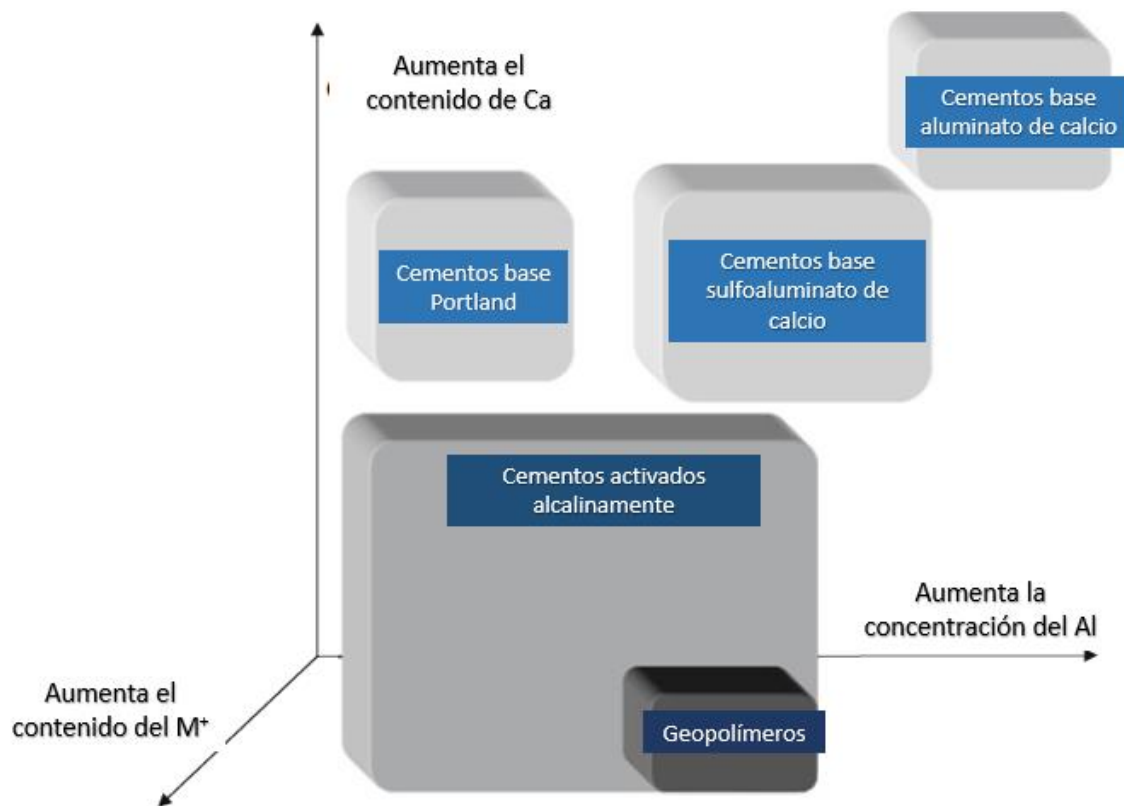 Aumenta el
contenido de Ca
Cementos base
aluminato de calcio
Cementos base
Portland
Cementos base
sulfoaluminato de
calcio
Cementos activados
alcalinamente
Aumenta la
concentración del Al
Aumenta el
contenido del M⁺
Geopolímeros